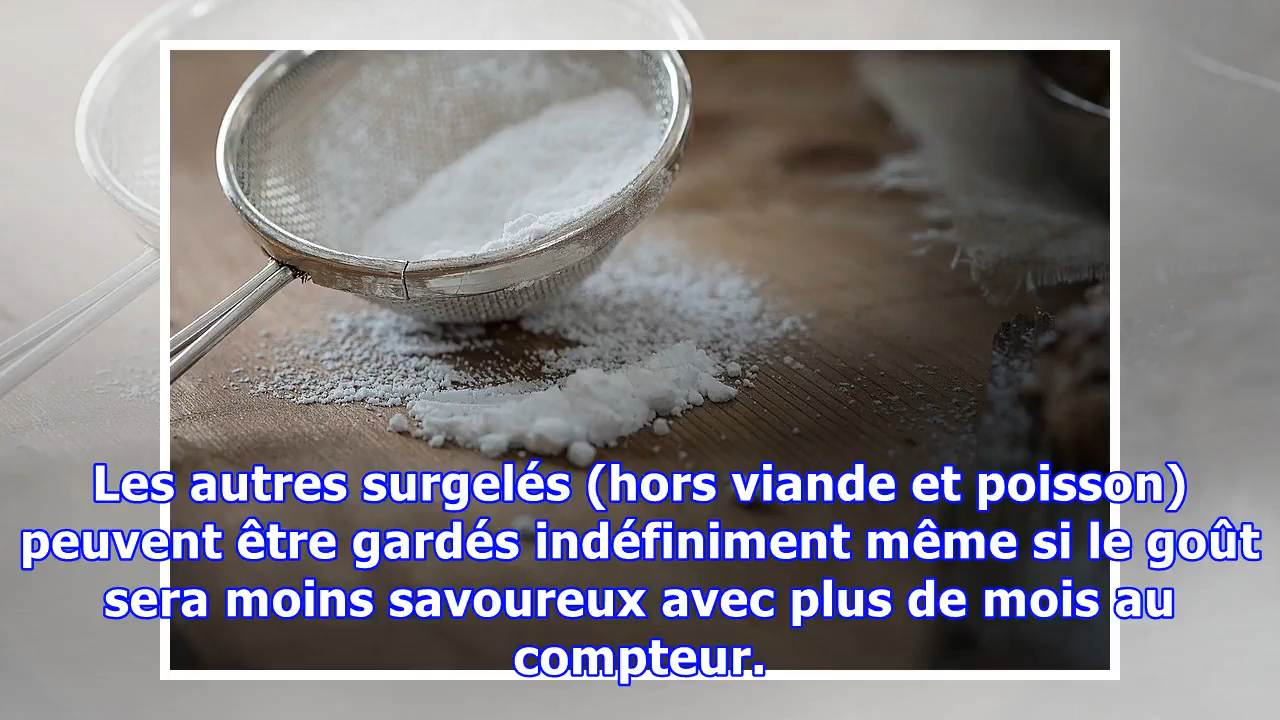 Les autres surgelés (hors viande et poisson)
peuvent être gardés indéfiniment même si le goût
sera moins savoureux avec plus de mois au
compteur.